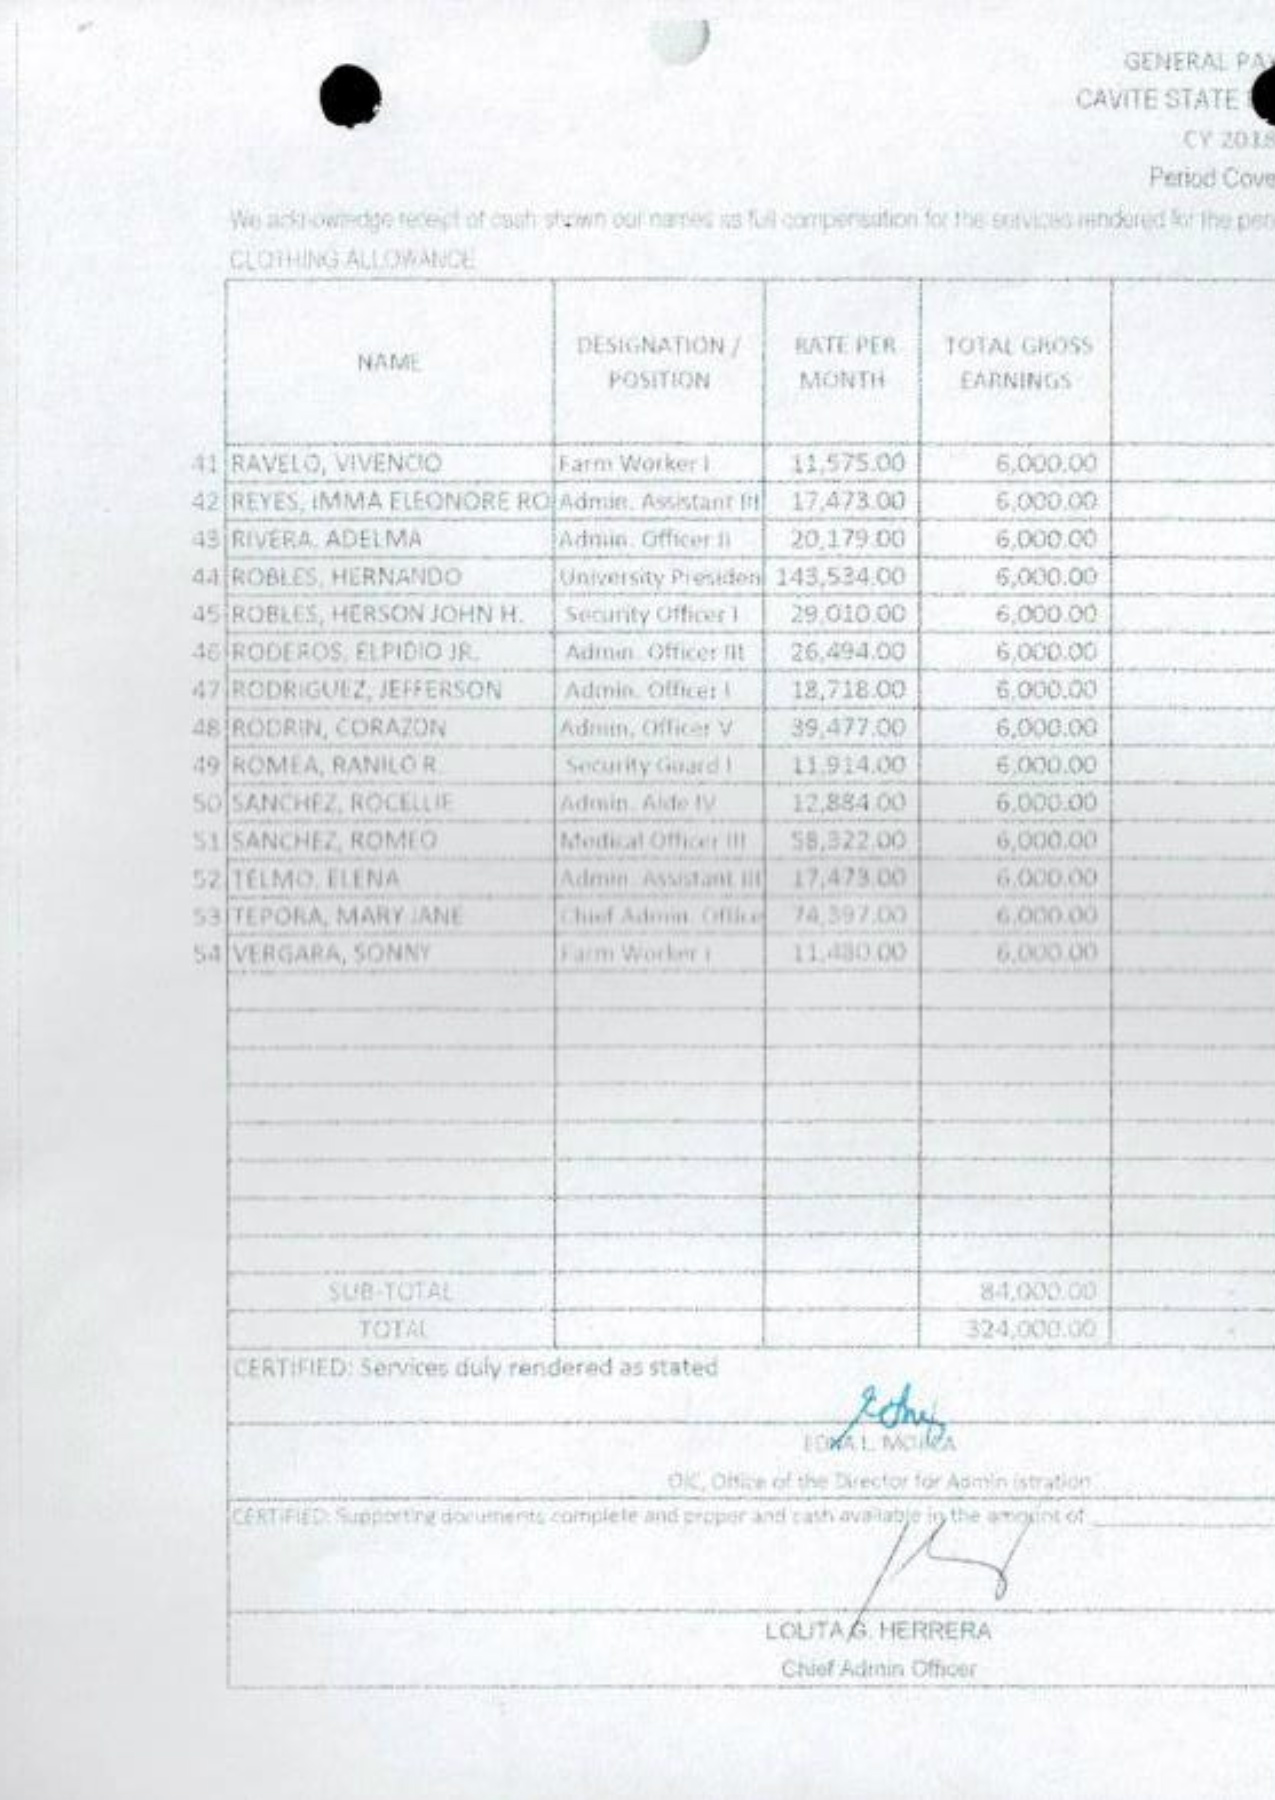 GENERAL PAY
CAVITE STATE
CY 2018
Period Cove
We acknowledge receipt of cash shown our names as full compensation for the services rendered for the peri
CLOTHING ALLOWANCE
NAME DESIGNATION / POSITION RATE PER MONTH TOTAL GROSS EARNINGS
41 RAVELO, VIVENCIO Farm Worker I 11,575.00 6,000.00
42 REYES, IMMA ELEONORE RO Admin. Assistant III 17,473.00 6,000.00
43 RIVERA. ADELMA Admin. Officer II 20,179.00 6,000.00
44 ROBLES, HERNANDO University Presiden 143,534.00 6,000.00
45 ROBLES, HERSON JOHN H. Security Officer I 29,010.00 6,000.00
46 RODEROS, ELPIDIO JR. Admin. Officer III 26,494.00 6,000.00
47 RODRIGUEZ, JEFFERSON Admin. Officer I 18,718.00 6,000.00
48 RODRIN, CORAZON Admin, Officer V 39,477.00 6,000.00
49 ROMEA, RANILO R. Security Guard I 11,914.00 6,000.00
50 SANCHEZ, ROCELLIE Admin. Aide IV 12,884.00 6,000.00
51 SANCHEZ, ROMEO Medical Officer III 58,322.00 6,000.00
52 TELMO, ELENA Admin. Assistant III 17,473.00 6,000.00
53 TEPORA, MARY JANE Chief Admin. Office 74,397.00 6,000.00
54 VERGARA, SONNY Farm Worker I 11,480.00 6,000.00
SUB-TOTAL 84,000.00 -
TOTAL 324,000.00 -
CERTIFIED: Services duly rendered as stated
EDNA L. MOJICA
OIC, Office of the Director for Admin istration
CERTIFIED: Supporting documents complete and proper and cash available in the amount of
LOLITA G. HERRERA
Chief Admin Officer